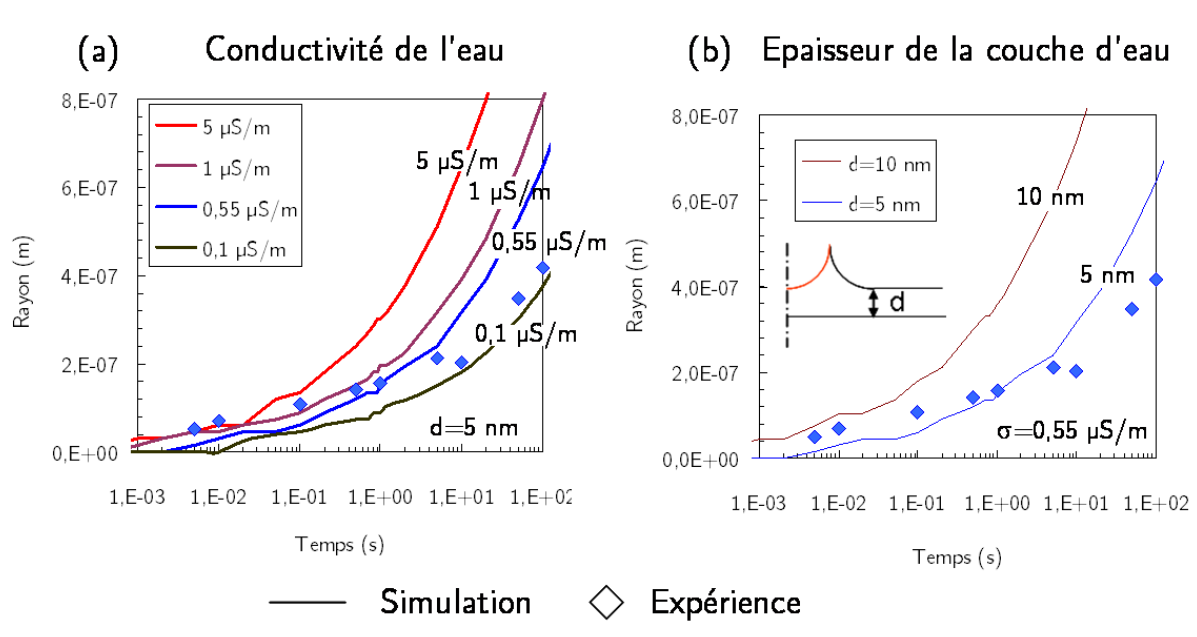 (a) Conductivité de l'eau
8,E-07
6,E-07
4,E-07
2,E-07
0,E+00
Rayon (m)
5 µS/m
1 µS/m
0,55 µS/m
0,1 µS/m
5 µS/m
1 µS/m
0,55 µS/m
0,1 µS/m
d=5 nm
1,E-03 1,E-02 1,E-01 1,E+00 1,E+01 1,E+02
Temps (s)
(b) Epaisseur de la couche d'eau
8,0E-07
6,0E-07
4,0E-07
2,0E-07
0,0E+00
Rayon (m)
d=10 nm
d=5 nm
10 nm
5 nm
d
σ=0,55 µS/m
1,E-03 1,E-02 1,E-01 1,E+00 1,E+01 1,E+02
Temps (s)
Simulation Expérience